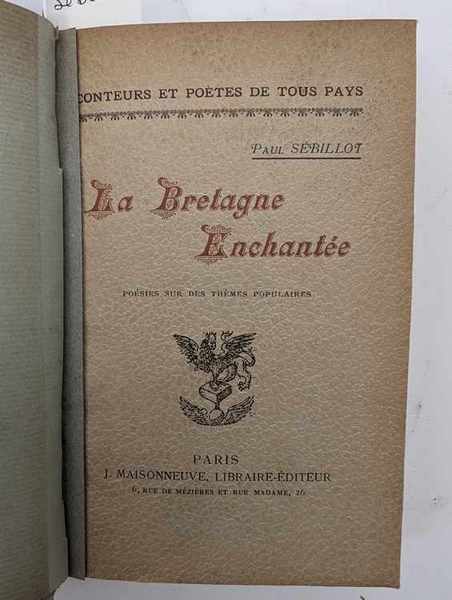 CONTEURS ET POÈTES DE TOUS PAYS
PAUL SÉBILLOT
La Bretagne
Enchantée
POÉSIES SUR DES THÈMES POPULAIRES
PARIS
J. MAISONNEUVE, LIBRAIRE-ÉDITEUR
6, RUE DE MÉZIÈRES ET RUE MADAME, 26